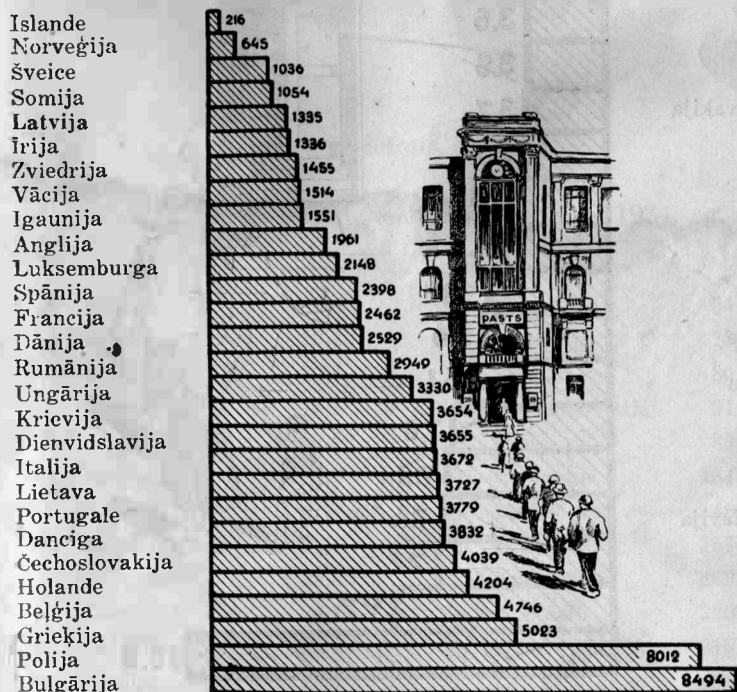 Islande 216
Norveģija 645
Šveice 1036
Somija 1054
Latvija 1335
Īrija 1336
Zviedrija 1455
Vācija 1514
Igaunija 1551
Anglija 1961
Luksemburga 2148
Spānija 2398
Francija 2462
Dānija 2529
Rumānija 2949
Ungārija 3330
Kricvija 3654
Dienvidslavija 3655
Italija 3672
Lietava 3727
Portugale 3779
Danciga 3832
Čechoslovakija 4039
Holande 4204
Beļģija 4746
Grieķija 5023
Polija 8012
Bulgārija 8494
PASTS